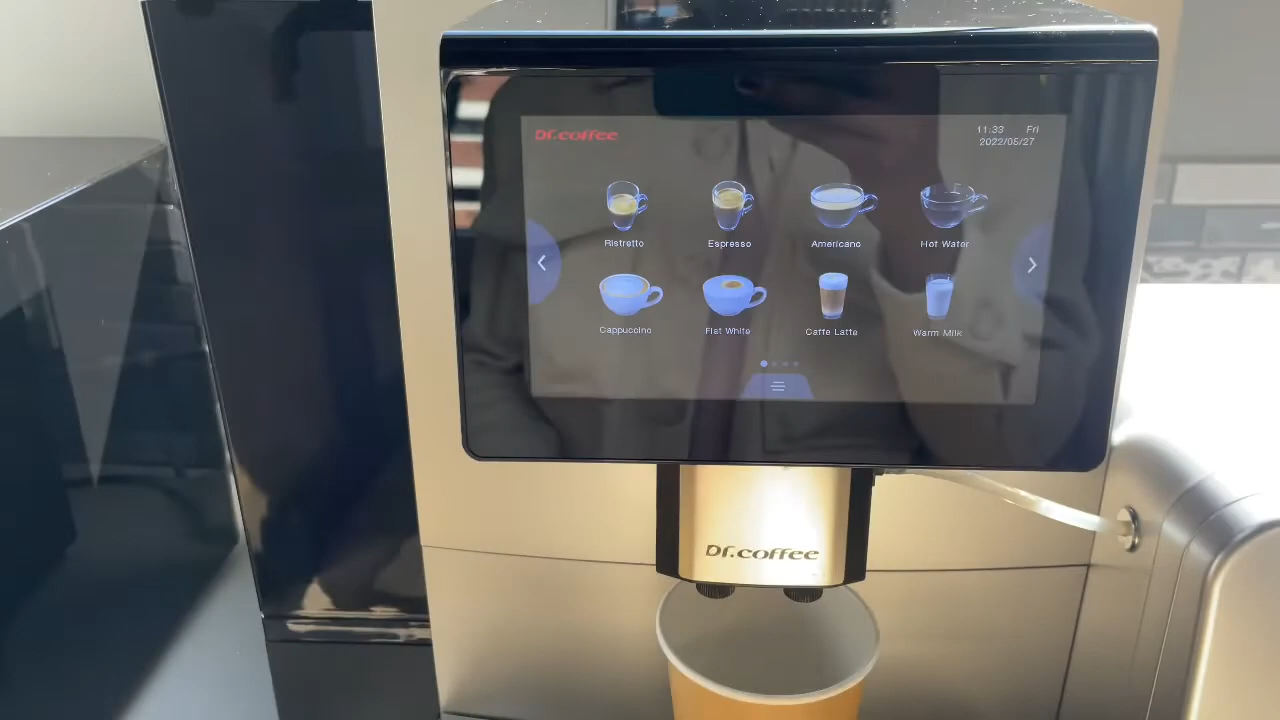 Dr.coffee
11:33 Fri
2022/05/27
Ristretto Espresso Americano Hot Water
Cappuccino Flat White Caffe Latte Warm Milk
Dr.coffee